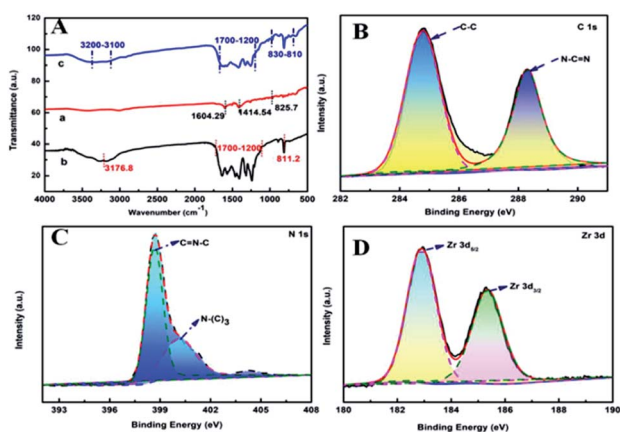 A
3200-3100
1700-1200
830-810
c
a
1604.29
1414.54
825.7
1700-1200
811.2
b
3176.8
100
80
60
40
20
4000 3500 3000 2500 2000 1500 1000 500
Wavenumber (cm-1)
Transmittance (a.u.)
B
C 1s
C-C
N-C=N
Intensity (a.u.)
282 284 286 288 290
Binding Energy (eV)
C
N 1s
C=N-C
N-(C)3
Intensity (a.u.)
393 396 399 402 405 408
Binding Energy (eV)
D
Zr 3d
Zr 3d5/2
Zr 3d3/2
Intensity (a.u.)
180 182 184 186 188 190
Binding Energy (eV)